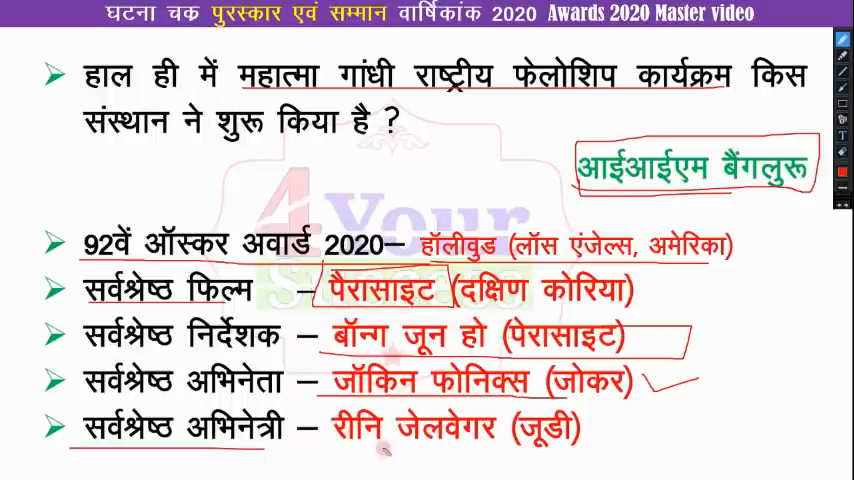 घटना चक्र पुरस्कार एवं सम्मान वार्षिकांक 2020 Awards 2020 Master video
➤ हाल ही में महात्मा गांधी राष्ट्रीय फेलोशिप कार्यक्रम किस
संस्थान ने शुरू किया है ?
आईआईएम बैंगलुरू
4Your
Success
➤ 92वें ऑस्कर अवार्ड 2020– हॉलीवुड (लॉस एंजेल्स, अमेरिका)
➤ सर्वश्रेष्ठ फिल्म – पैरासाइट (दक्षिण कोरिया)
➤ सर्वश्रेष्ठ निर्देशक – बॉन्ग जून हो (पेरासाइट)
➤ सर्वश्रेष्ठ अभिनेता – जॉकिन फोनिक्स (जोकर)
➤ सर्वश्रेष्ठ अभिनेत्री – रीनि जेलवेगर (जूडी)